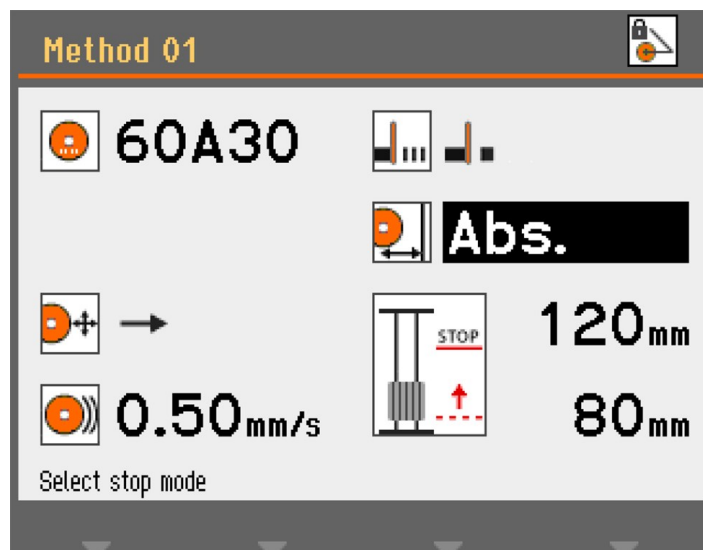 Method 01
60A30
Abs.
STOP
120mm
0.50mm/s
80mm
Select stop mode